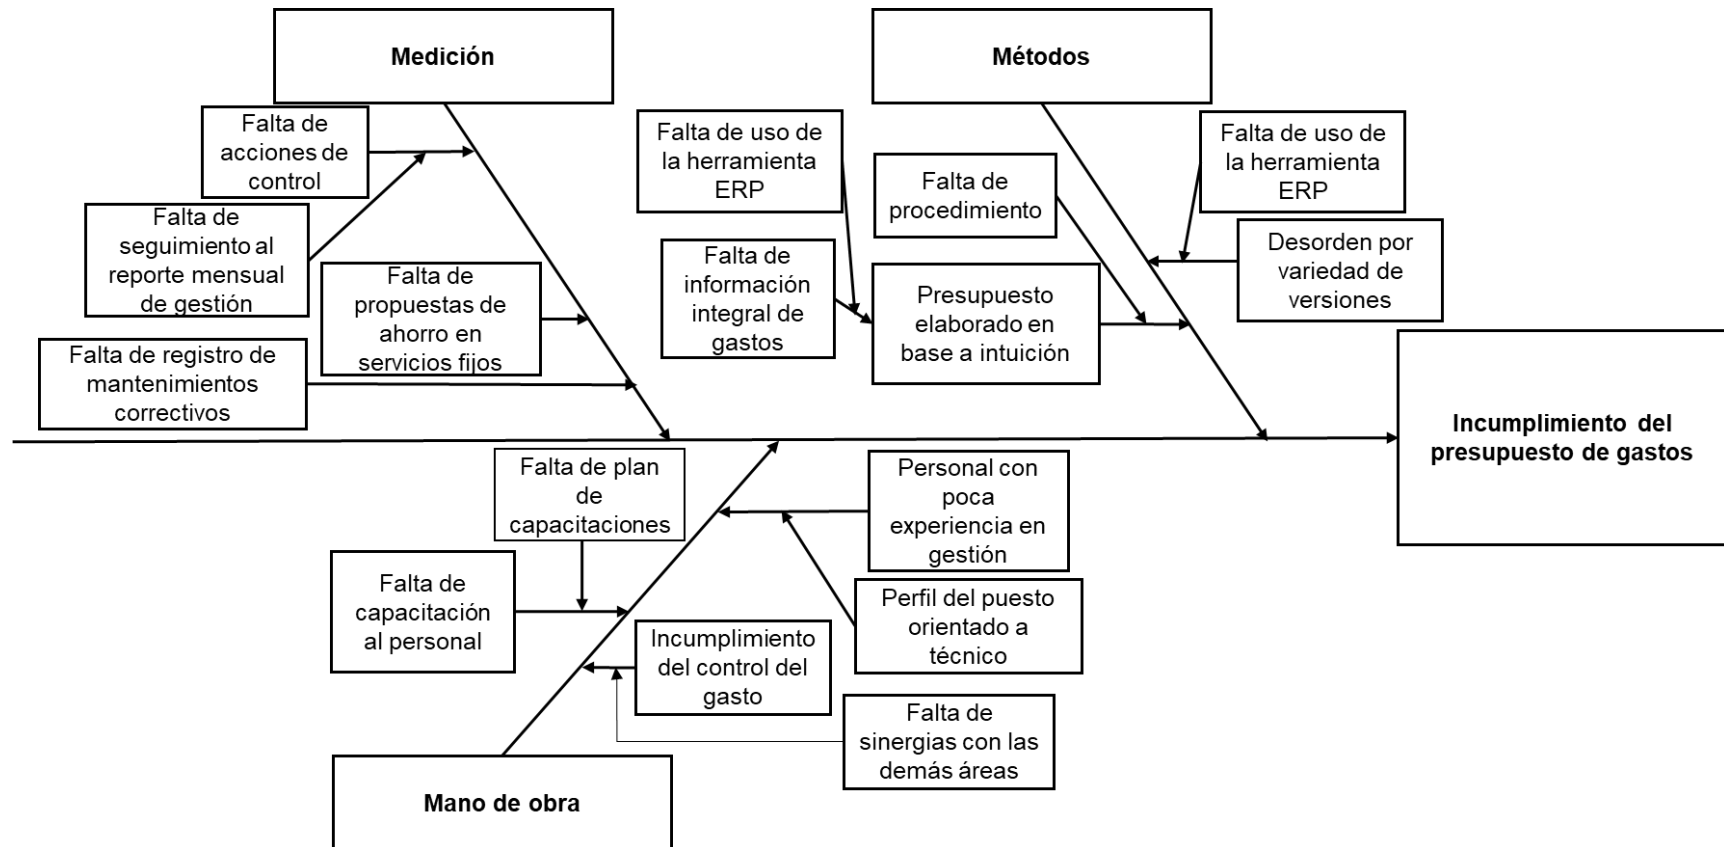 Medición
Métodos
Falta de
acciones de
control
Falta de
seguimiento al
reporte mensual
de gestión
Falta de
propuestas de
ahorro en
servicios fijos
Falta de registro de
mantenimientos
correctivos
Falta de uso de
la herramienta
ERP
Falta de
información
integral de
gastos
Falta de
procedimiento
Presupuesto
elaborado en
base a intuición
Falta de uso de
la herramienta
ERP
Desorden por
variedad de
versiones
Incumplimiento del
presupuesto de gastos
Falta de plan
de
capacitaciones
Falta de
capacitación
al personal
Personal con
poca
experiencia en
gestión
Perfil del puesto
orientado a
técnico
Incumplimiento
del control del
gasto
Falta de
sinergias con las
demás áreas
Mano de obra